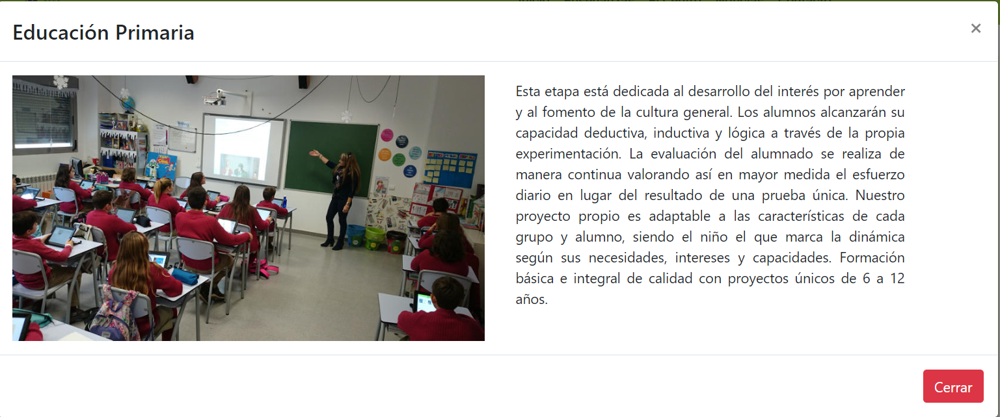 Educación Primaria
×
Esta etapa está dedicada al desarrollo del interés por aprender
y al fomento de la cultura general. Los alumnos alcanzarán su
capacidad deductiva, inductiva y lógica a través de la propia
experimentación. La evaluación del alumnado se realiza de
manera continua valorando así en mayor medida el esfuerzo
diario en lugar del resultado de una prueba única. Nuestro
proyecto propio es adaptable a las características de cada
grupo y alumno, siendo el niño el que marca la dinámica
según sus necesidades, intereses y capacidades. Formación
básica e integral de calidad con proyectos únicos de 6 a 12
años.
Cerrar